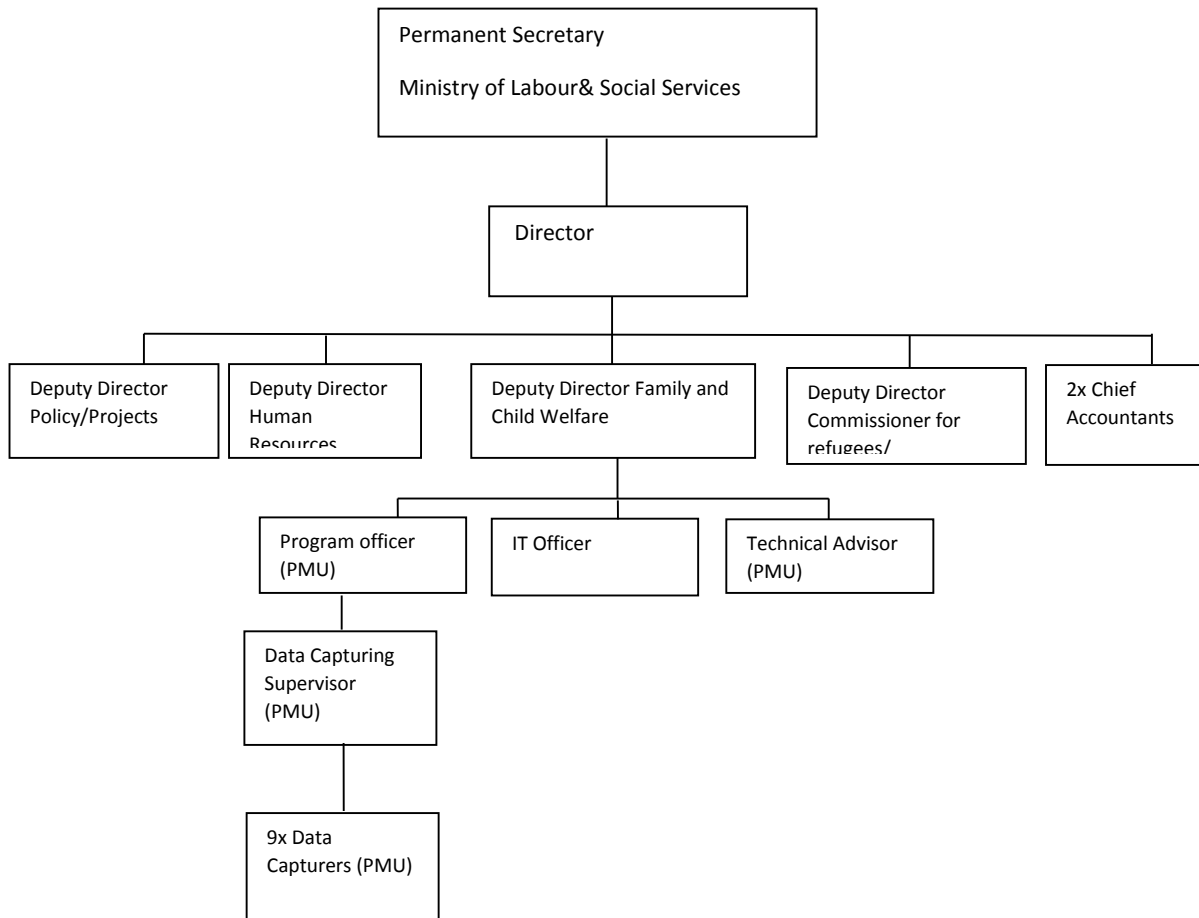 Permanent Secretary
Ministry of Labour& Social Services
Director
Deputy Director
Policy/Projects
Deputy Director
Human
Resources
Deputy Director Family and
Child Welfare
Deputy Director
Commissioner for
refugees/
2x Chief
Accountants
Program officer
(PMU)
IT Officer
Technical Advisor
(PMU)
Data Capturing
Supervisor
(PMU)
9x Data
Capturers (PMU)